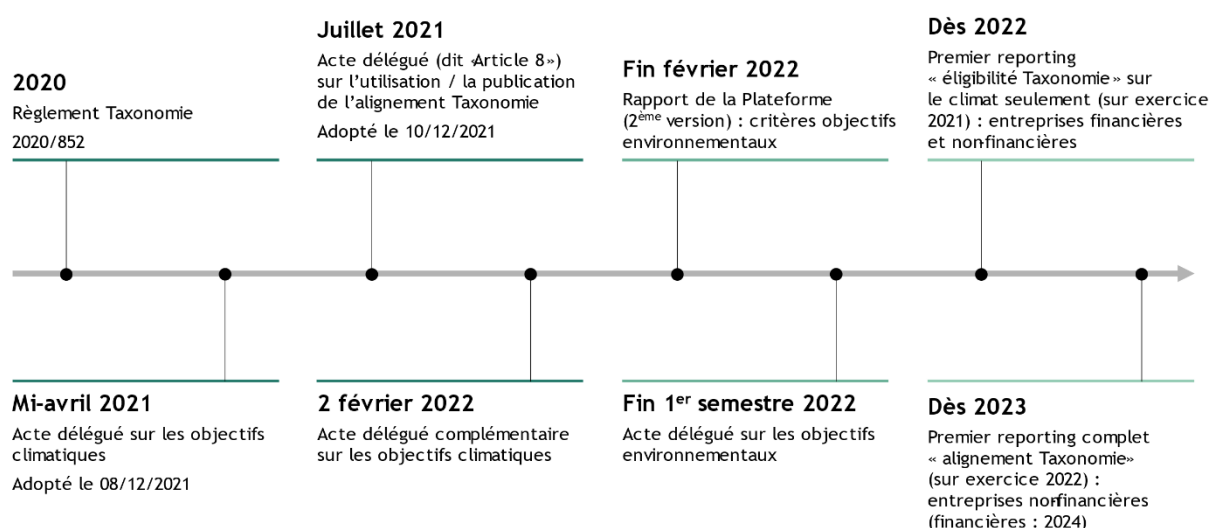 2020
Règlement Taxonomie
2020/852
Juillet 2021
Acte délégué (dit «Article 8»)
sur l'utilisation / la publication
de l'alignement Taxonomie
Adopté le 10/12/2021
Fin février 2022
Rapport de la Plateforme
(2ème version) : critères objectifs
environnementaux
Dès 2022
Premier reporting
« éligibilité Taxonomie » sur
le climat seulement (sur exercice
2021) : entreprises financières
et non-financières
Mi-avril 2021
Acte délégué sur les objectifs
climatiques
Adopté le 08/12/2021
2 février 2022
Acte délégué complémentaire
sur les objectifs climatiques
Fin 1er semestre 2022
Acte délégué sur les objectifs
environnementaux
Dès 2023
Premier reporting complet
« alignement Taxonomie»
(sur exercice 2022) :
entreprises non-financières
(financières : 2024)